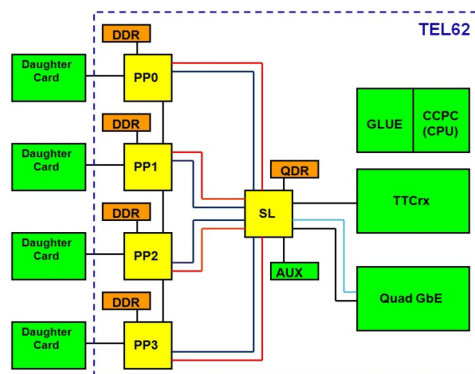 TEL62
DDR
Daughter
Card
PP0
DDR
GLUE
CCPC
(CPU)
Daughter
Card
PP1
QDR
TTCrx
DDR
SL
Daughter
Card
PP2
AUX
Quad GbE
DDR
Daughter
Card
PP3